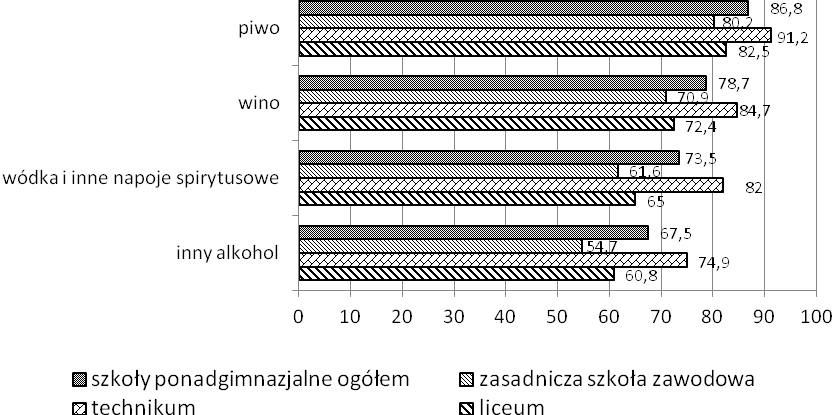 piwo 86,8
80,2
91,2
82,5
wino 78,7
70,9
84,7
72,4
wódka i inne napoje spirytusowe 73,5
61,6
82
65
inny alkohol 67,5
54,7
74,9
60,8
0 10 20 30 40 50 60 70 80 90 100
szkoły ponadgimnazjalne ogółem zasadnicza szkoła zawodowa
technikum liceum